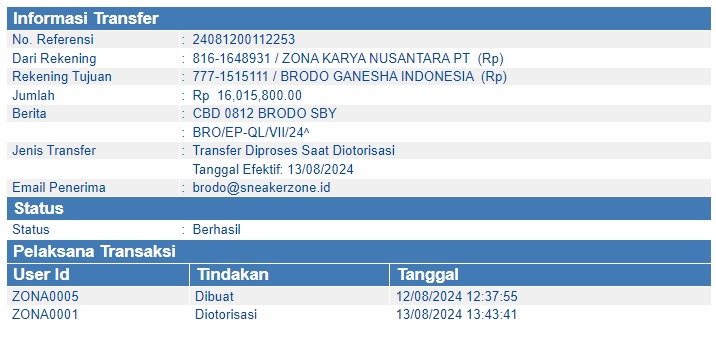 Informasi Transfer
No. Referensi : 24081200112253
Dari Rekening : 816-1648931 / ZONA KARYA NUSANTARA PT (Rp)
Rekening Tujuan : 777-1515111 / BRODO GANESHA INDONESIA (Rp)
Jumlah : Rp 16,015,800.00
Berita : CBD 0812 BRODO SBY
: BRO/EP-QL/VII/24^
Jenis Transfer : Transfer Diproses Saat Diotorisasi
Tanggal Efektif: 13/08/2024
Email Penerima : brodo@sneakerzone.id
Status
Status : Berhasil
Pelaksana Transaksi
User Id Tindakan Tanggal
ZONA0005 Dibuat 12/08/2024 12:37:55
ZONA0001 Diotorisasi 13/08/2024 13:43:41